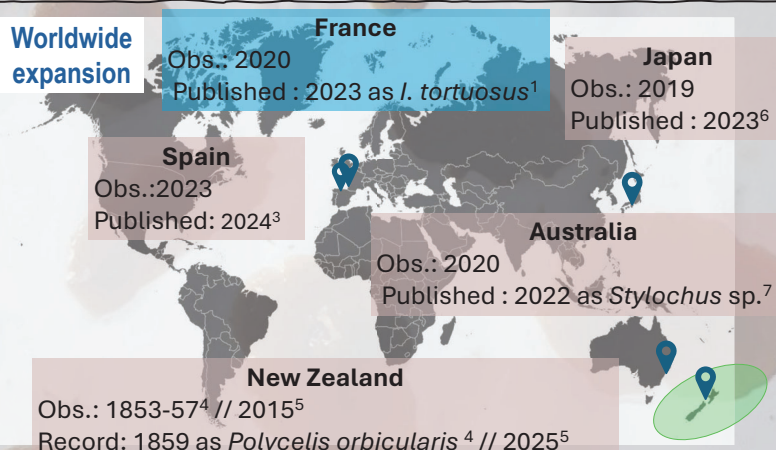 Worldwide
expansion
France
Obs.: 2020
Published : 2023 as I. tortuosus¹
Japan
Obs.: 2019
Published : 2023⁶
Spain
Obs.:2023
Published: 2024³
Australia
Obs.: 2020
Published : 2022 as Stylochus sp.⁷
New Zealand
Obs.: 1853-57⁴ // 2015⁵
Record: 1859 as Polycelis orbicularis ⁴ // 2025⁵